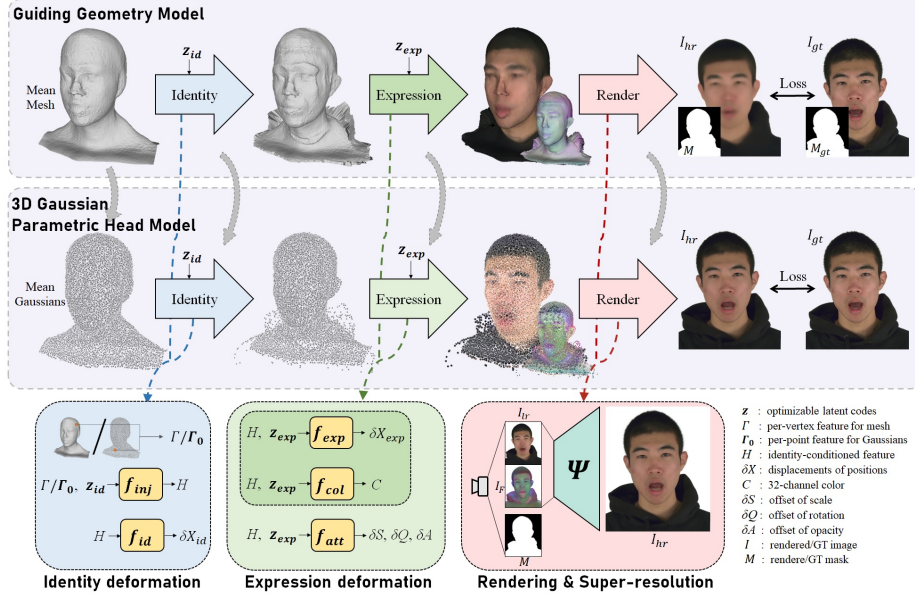 Guiding Geometry Model
Mean
Mesh
z_id
Identity
z_exp
Expression
Render
I_hr
I_gt
Loss
M
M_gt
3D Gaussian
Parametric Head Model
Mean
Gaussians
z_id
Identity
z_exp
Expression
Render
I_hr
I_gt
Loss
/ → Γ/Γ₀
Γ/Γ₀, z_id → f_inj → H
H → f_id → δX_id
Identity deformation
H, z_exp → f_exp → δX_exp
H, z_exp → f_col → C
H, z_exp → f_att → δS, δQ, δA
Expression deformation
I_lr
I_F
M
Ψ
I_hr
Rendering & Super-resolution
z : optimizable latent codes
Γ : per-vertex feature for mesh
Γ₀ : per-point feature for Gaussians
H : identity-conditioned feature
δX : displacements of positions
C : 32-channel color
δS : offset of scale
δQ : offset of rotation
δA : offset of opacity
I : rendered/GT image
M : rendere/GT mask